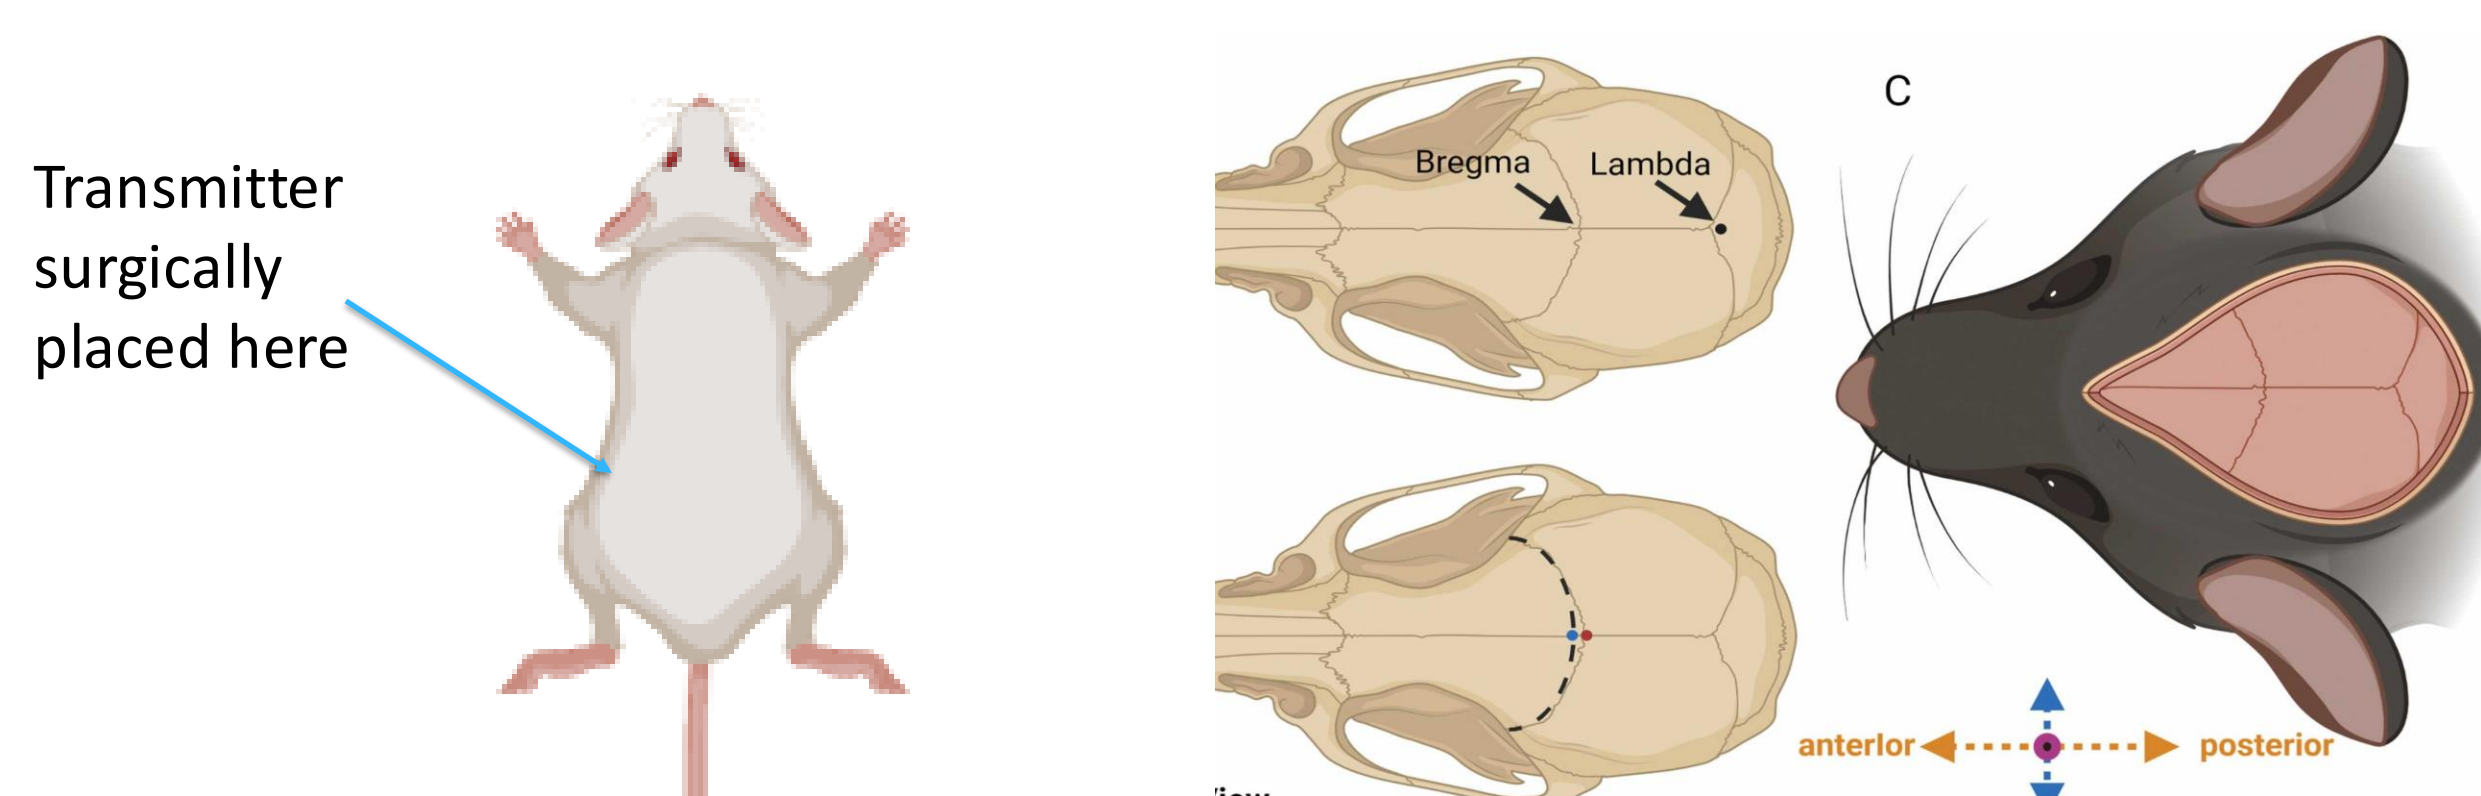 Transmitter
surgically
placed here
Bregma
Lambda
C
anterior
posterior